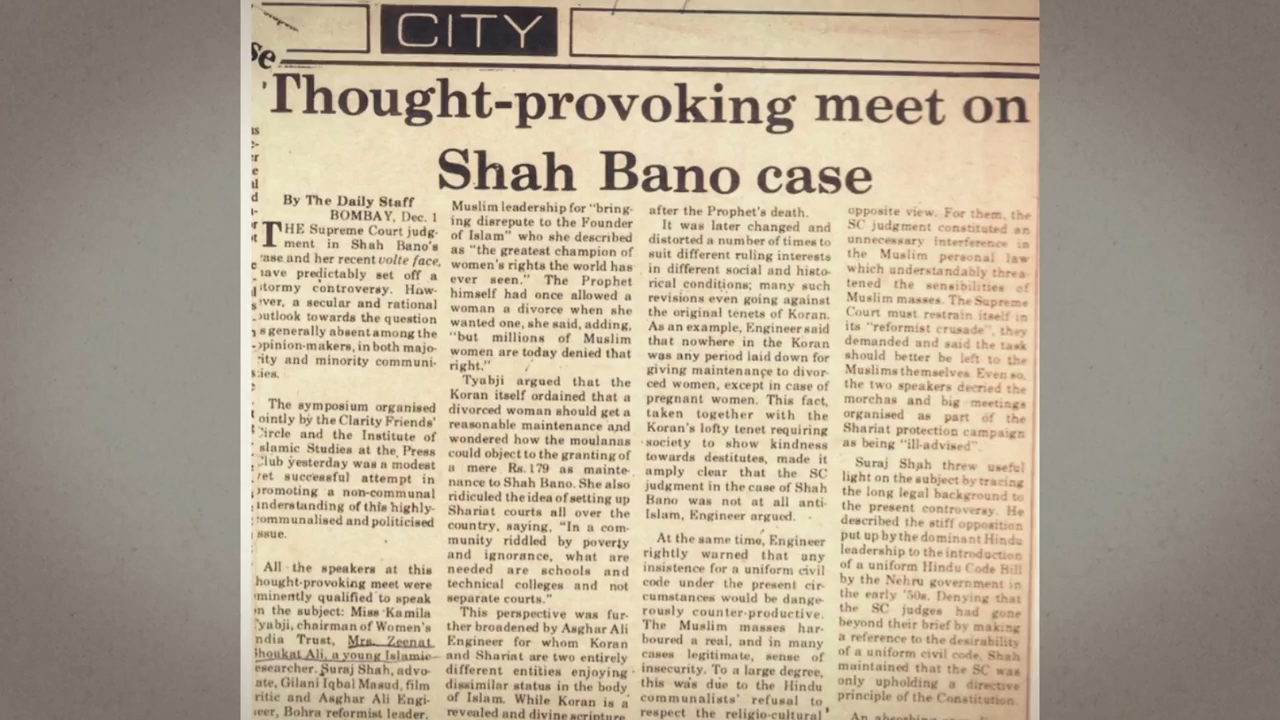 CITY
Thought-provoking meet on
Shah Bano case
By The Daily Staff
BOMBAY, Dec. 1
THE Supreme Court judg-
ment in Shah Bano's
case and her recent volte face,
have predictably set off a
stormy controversy. How-
ever, a secular and rational
outlook towards the question
is generally absent among the
opinion-makers, in both majo-
rity and minority communi-
ties.
The symposium organised
jointly by the Clarity Friends'
Circle and the Institute of
Islamic Studies at the Press
Club yesterday was a modest
yet successful attempt in
promoting a non-communal
understanding of this highly-
communalised and politicised
issue.
All the speakers at this
thought-provoking meet were
eminently qualified to speak
on the subject: Miss Kamila
Tyabji, chairman of Women's
India Trust, Mrs. Zeenat
Shoukat Ali, a young Islamic
researcher, Suraj Shah, advo-
cate, Gilani Iqbal Masud, film
critic and Asghar Ali Engi-
neer, Bohra reformist leader.
Muslim leadership for "bring-
ing disrepute to the Founder
of Islam" who she described
as "the greatest champion of
women's rights the world has
ever seen." The Prophet
himself had once allowed a
woman a divorce when she
wanted one, she said, adding,
"but millions of Muslim
women are today denied that
right."
Tyabji argued that the
Koran itself ordained that a
divorced woman should get a
reasonable maintenance and
wondered how the moulanas
could object to the granting of
a mere Rs. 179 as mainte-
nance to Shah Bano. She also
ridiculed the idea of setting up
Shariat courts all over the
country, saying, "In a com-
munity riddled by poverty
and ignorance, what are
needed are schools and
technical colleges and not
separate courts."
This perspective was fur-
ther broadened by Asghar Ali
Engineer for whom Koran
and Shariat are two entirely
different entities enjoying
dissimilar status in the body
of Islam. While Koran is a
revealed and divine scripture
after the Prophet's death.
It was later changed and
distorted a number of times to
suit different ruling interests
in different social and histo-
rical conditions; many such
revisions even going against
the original tenets of Koran.
As an example, Engineer said
that nowhere in the Koran
was any period laid down for
giving maintenance to divor-
ced women, except in case of
pregnant women. This fact,
taken together with the
Koran's lofty tenet requiring
society to show kindness
towards destitutes, made it
amply clear that the SC
judgment in the case of Shah
Bano was not at all anti-
Islam, Engineer argued.
At the same time, Engineer
rightly warned that any
insistence for a uniform civil
code under the present cir-
cumstances would be dange-
rously counter-productive.
The Muslim masses har-
boured a real, and in many
cases legitimate, sense of
insecurity. To a large degree,
this was due to the Hindu
communalists' refusal to
respect the religio-cultural
opposite view. For them, the
SC judgment constituted an
unnecessary interference in
the Muslim personal law
which understandably threa-
tened the sensibilities of
Muslim masses. The Supreme
Court must restrain itself in
its "reformist crusade", they
demanded and said the task
should better be left to the
Muslims themselves. Even so,
the two speakers decried the
morchas and big meetings
organised as part of the
Shariat protection campaign
as being "ill-advised".
Suraj Shah threw useful
light on the subject by tracing
the long legal background to
the present controversy. He
described the stiff opposition
put up by the dominant Hindu
leadership to the introduction
of a uniform Hindu Code Bill
by the Nehru government in
the early '50s. Denying that
the SC judges had gone
beyond their brief by making
a reference to the desirability
of a uniform civil code, Shah
maintained that the SC was
only upholding a directive
principle of the Constitution.